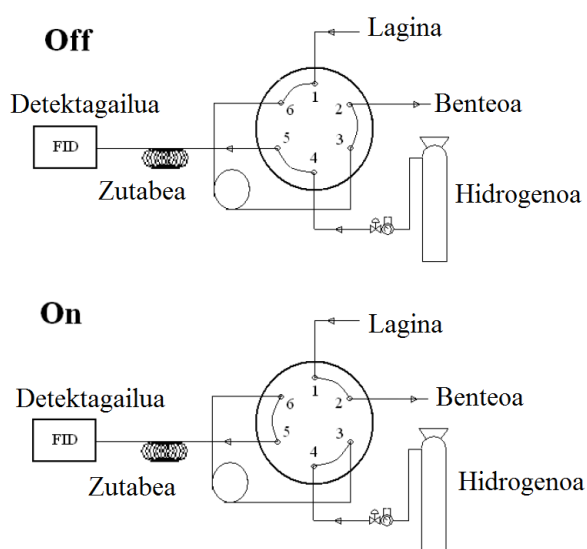 Off
Lagina
Detektagailua
1
6
2
Benteoa
FID
5
3
4
Zutabea
Hidrogenoa
On
Lagina
Detektagailua
1
6
2
Benteoa
FID
5
3
4
Zutabea
Hidrogenoa